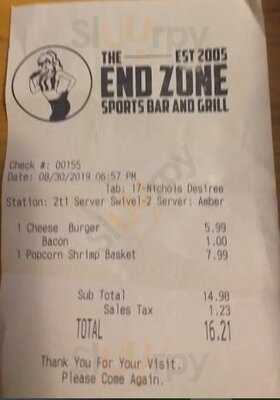 THE EST 2005
END ZONE
SPORTS BAR AND GRILL
Check #: 00155
Date: 08/30/2019 06:57 PM
Tab: 17-Nichols Desiree
Station: 2t1 Server Swivel-2 Server: Amber
1 Cheese Burger 5.99
Bacon 1.00
1 Popcorn Shrimp Basket 7.99
Sub Total 14.98
Sales Tax 1.23
TOTAL 16.21
Thank You For Your Visit.
Please Come Again.
Slurrpy
Slurrpy
Slurrpy